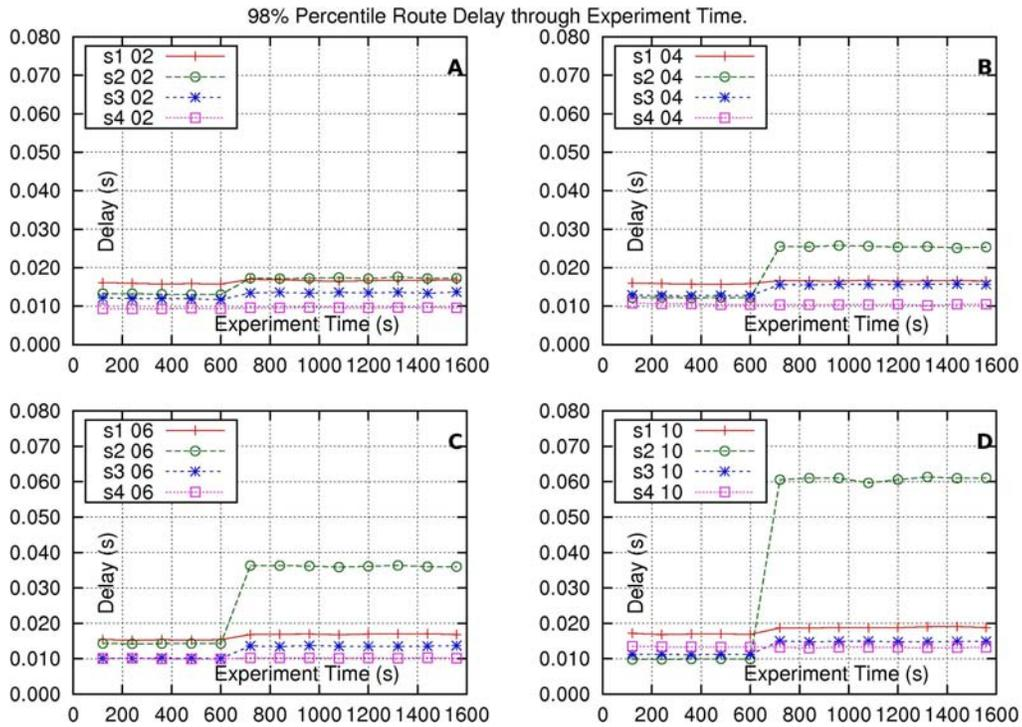 98% Percentile Route Delay through Experiment Time.
0.080
0.070
0.060
0.050
0.040
0.030
0.020
0.010
0.000
s1 02
s2 02
s3 02
s4 02
A
Delay (s)
Experiment Time (s)
0 200 400 600 800 1000 1200 1400 1600
0.080
0.070
0.060
0.050
0.040
0.030
0.020
0.010
0.000
s1 04
s2 04
s3 04
s4 04
B
Delay (s)
Experiment Time (s)
0 200 400 600 800 1000 1200 1400 1600
0.080
0.070
0.060
0.050
0.040
0.030
0.020
0.010
0.000
s1 06
s2 06
s3 06
s4 06
C
Delay (s)
Experiment Time (s)
0 200 400 600 800 1000 1200 1400 1600
0.080
0.070
0.060
0.050
0.040
0.030
0.020
0.010
0.000
s1 10
s2 10
s3 10
s4 10
D
Delay (s)
Experiment Time (s)
0 200 400 600 800 1000 1200 1400 1600